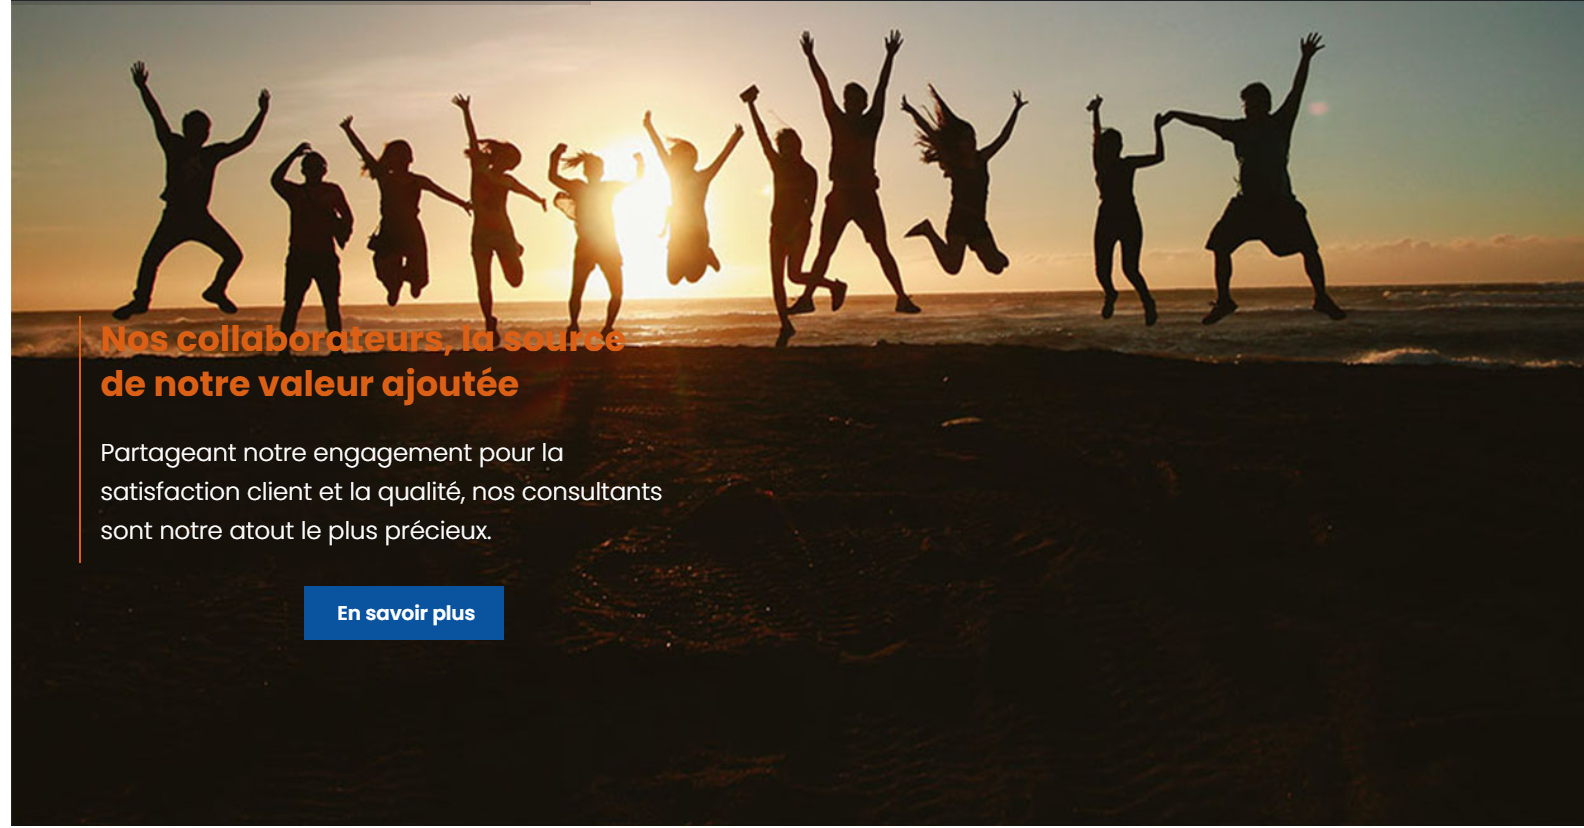 Nos collaborateurs, la source
de notre valeur ajoutée
Partageant notre engagement pour la
satisfaction client et la qualité, nos consultants
sont notre atout le plus précieux.
En savoir plus